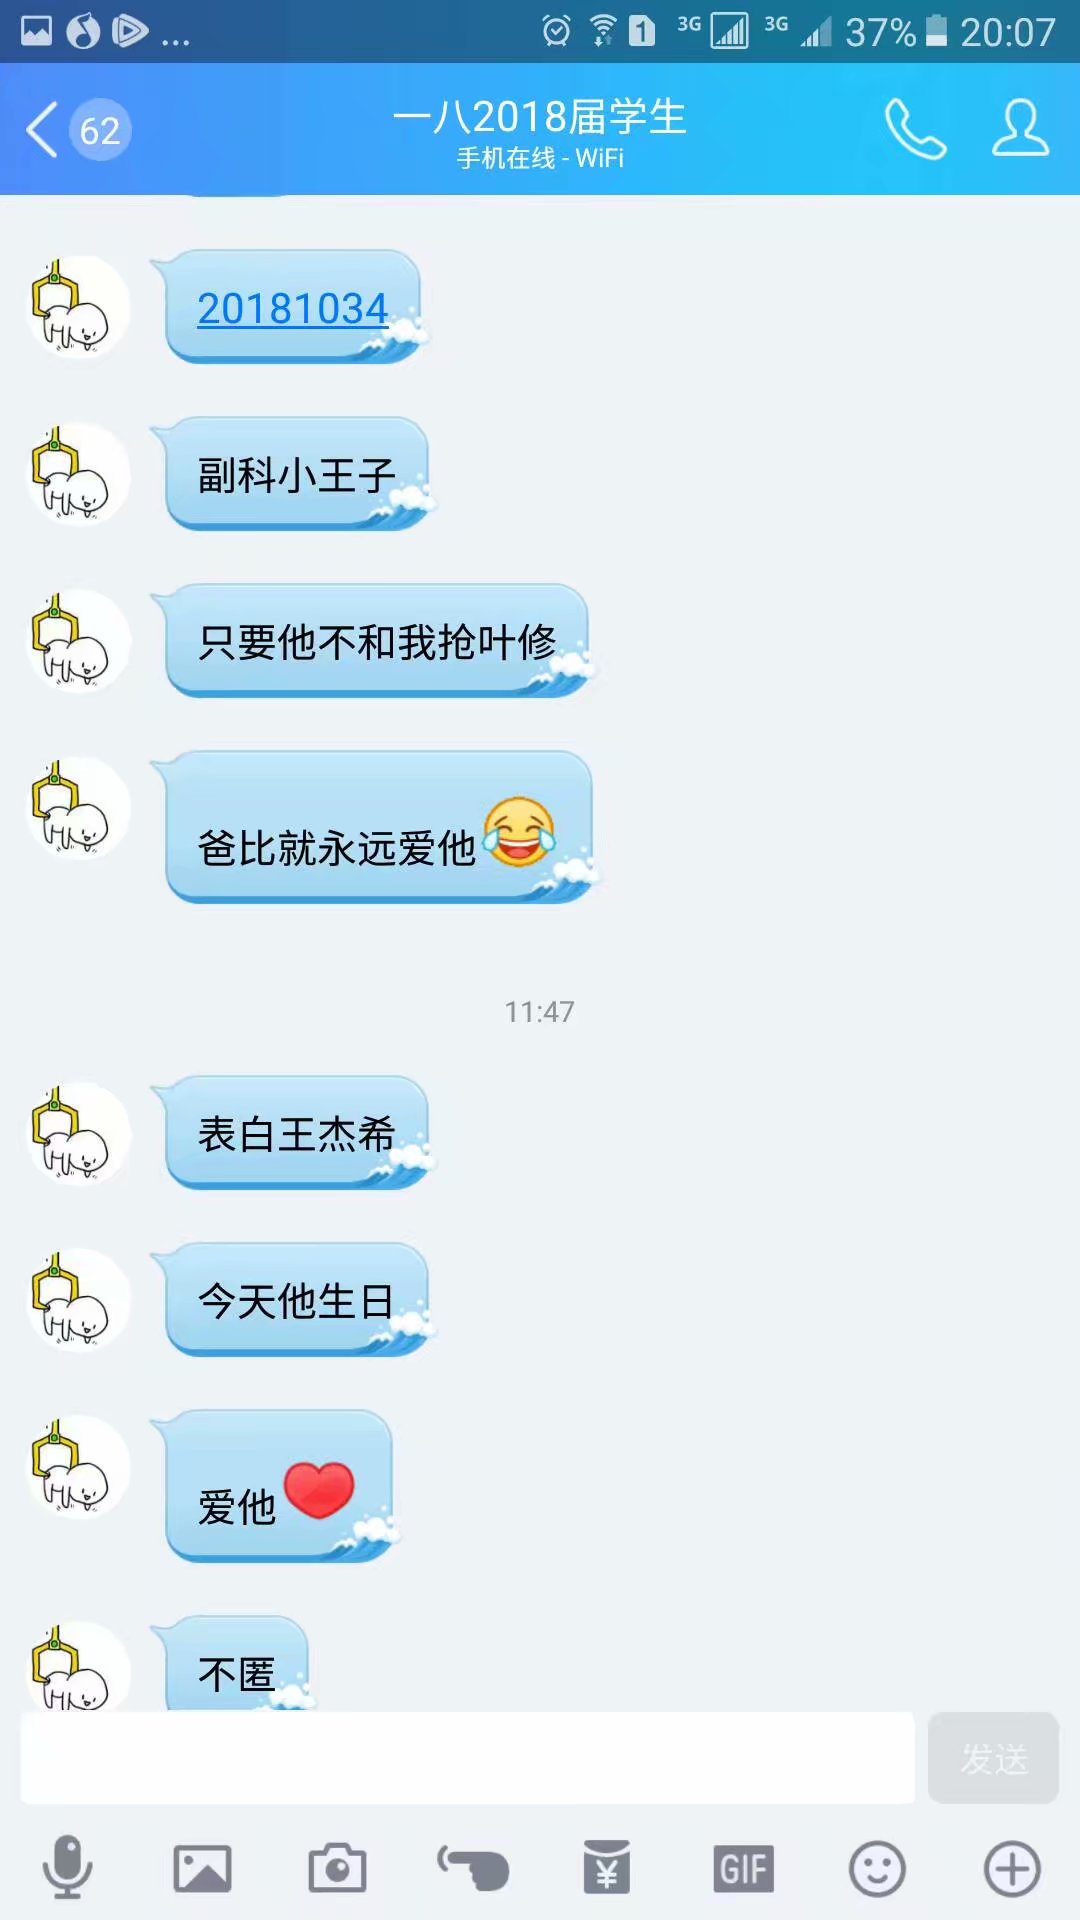 1 3G 3G 37% 20:07
62
一八2018届学生
手机在线 - WiFi
20181034
副科小王子
只要他不和我抢叶修
爸比就永远爱他
11:47
表白王杰希
今天他生日
爱他
不匿
发送
¥
GIF